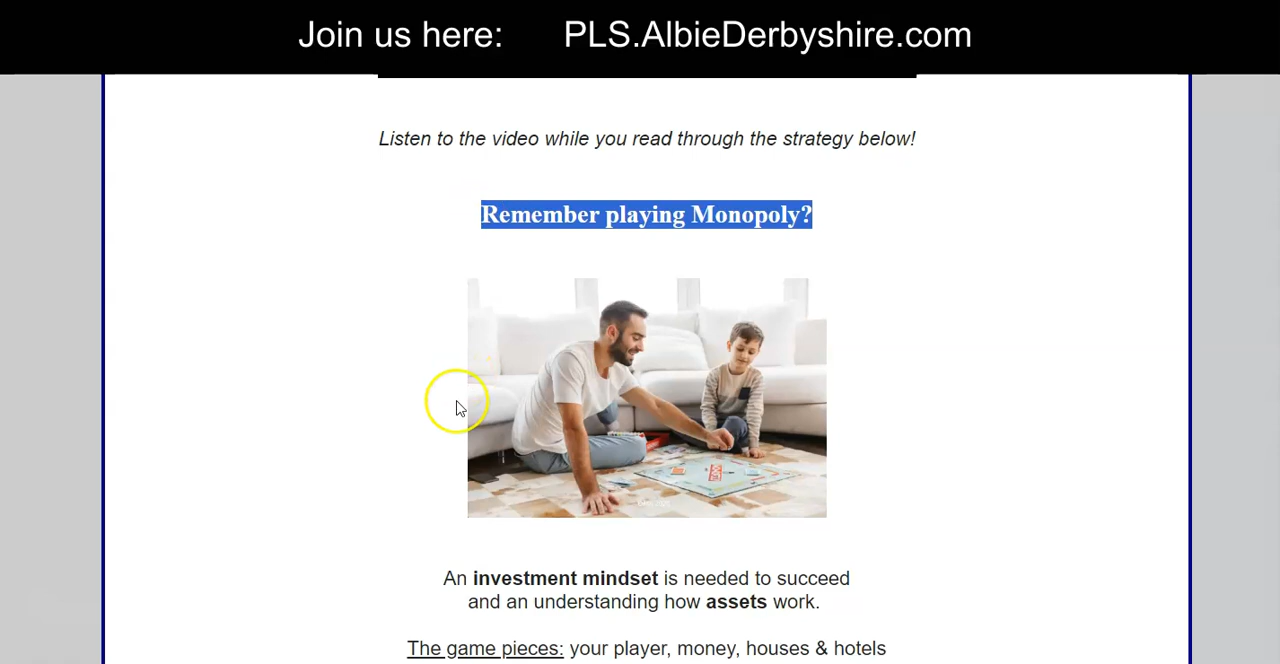 Join us here: PLS.AlbieDerbyshire.com
Listen to the video while you read through the strategy below!
Remember playing Monopoly?
An investment mindset is needed to succeed
and an understanding how assets work.
The game pieces: your player, money, houses & hotels